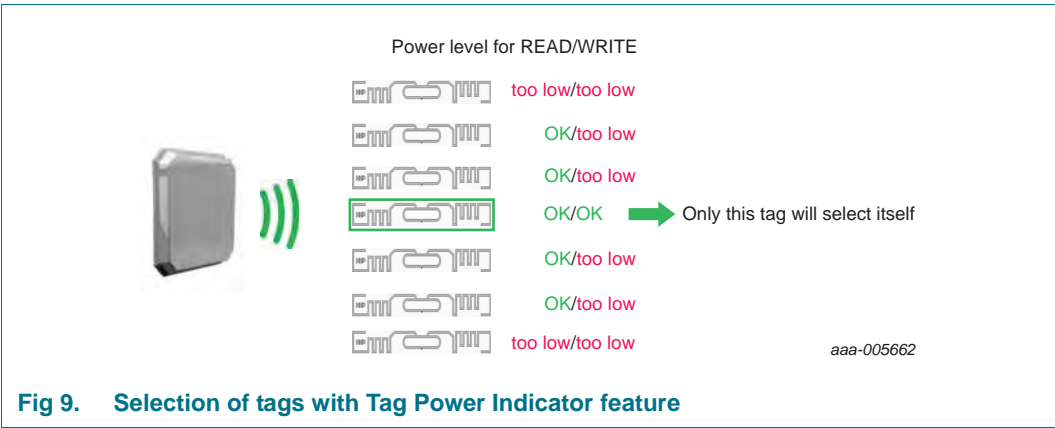 Power level for READ/WRITE
too low/too low
OK/too low
OK/too low
OK/OK Only this tag will select itself
OK/too low
OK/too low
too low/too low
aaa-005662
Fig 9. Selection of tags with Tag Power Indicator feature